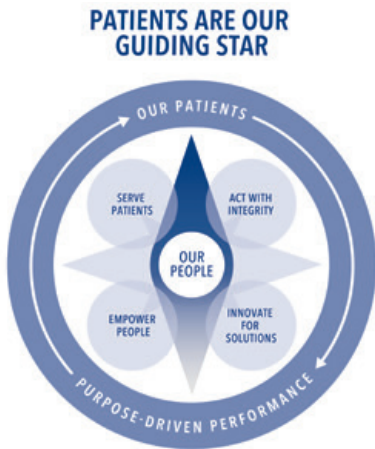 PATIENTS ARE OUR
GUIDING STAR
OUR PATIENTS
SERVE
PATIENTS
ACT WITH
INTEGRITY
OUR
PEOPLE
EMPOWER
PEOPLE
INNOVATE
FOR
SOLUTIONS
PURPOSE-DRIVEN PERFORMANCE